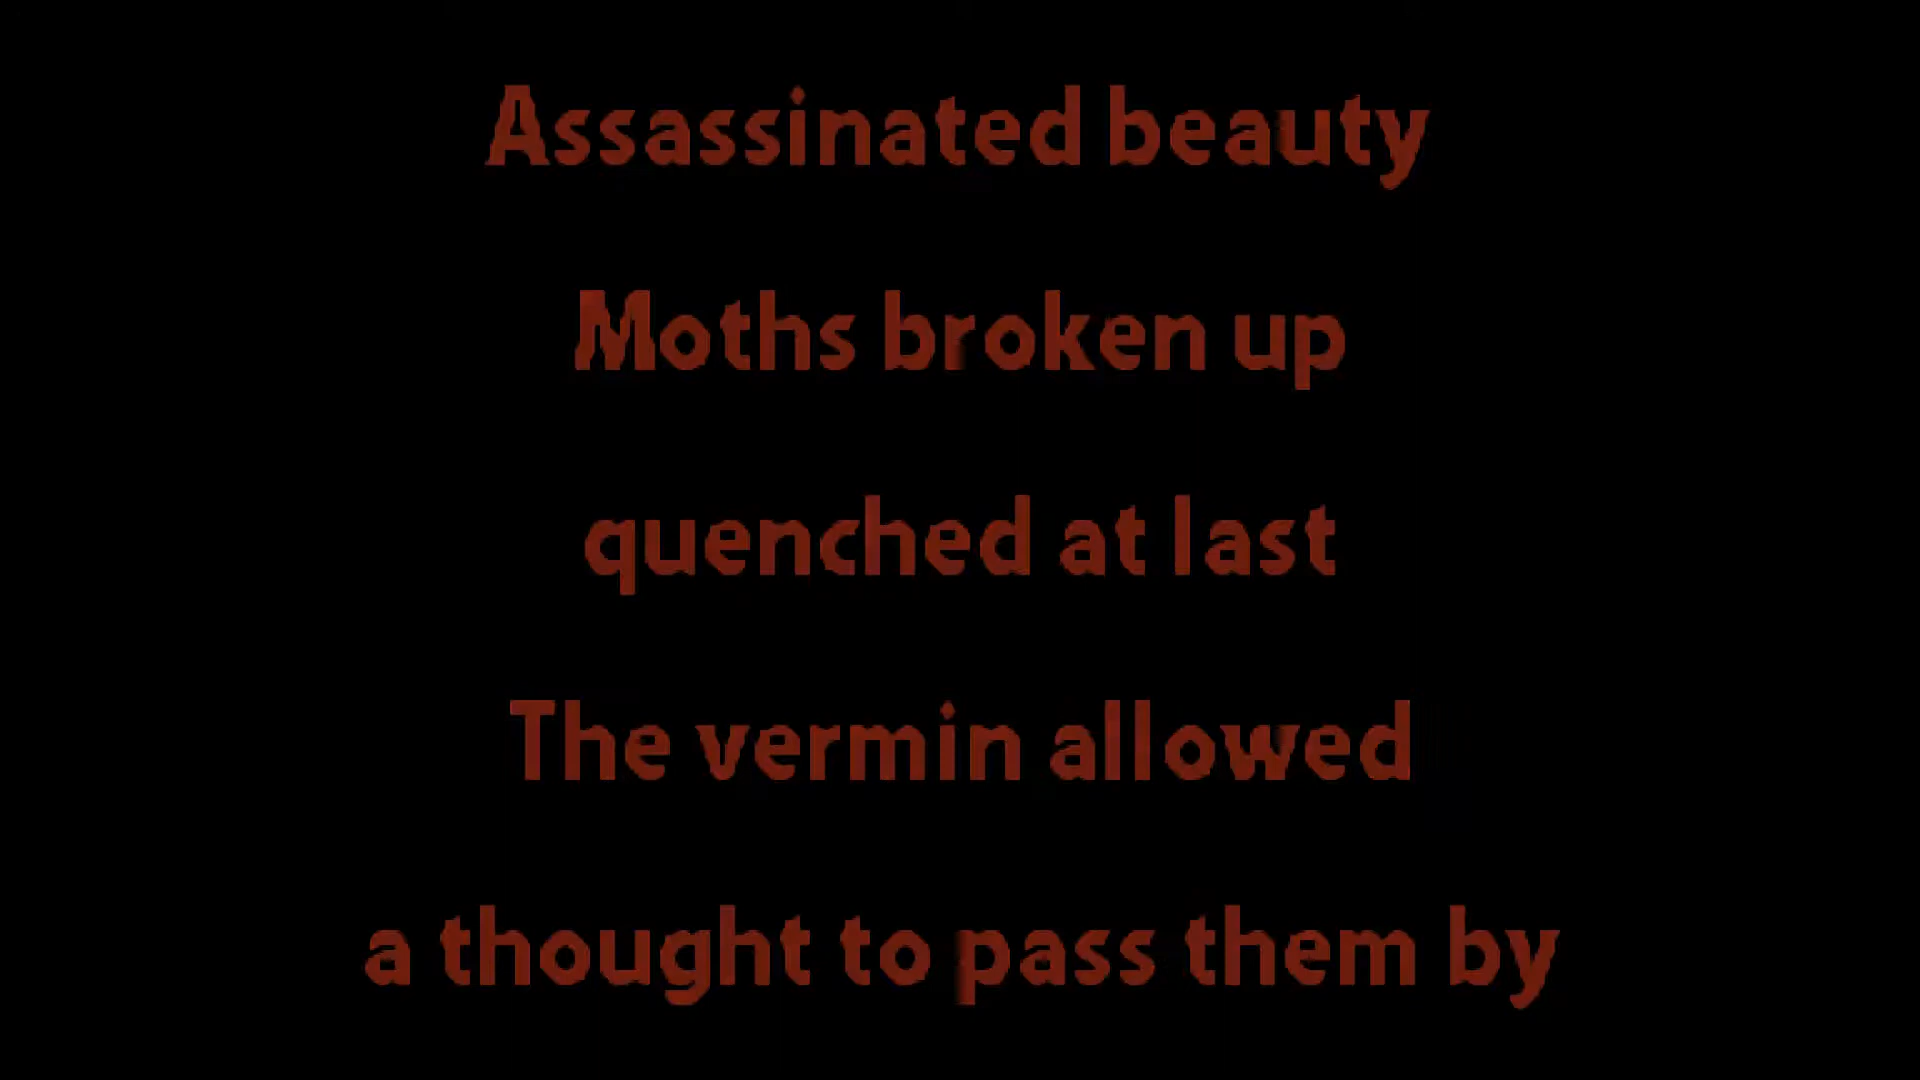 Assassinated beauty
Moths broken up
quenched at last
The vermin allowed
a thought to pass them by